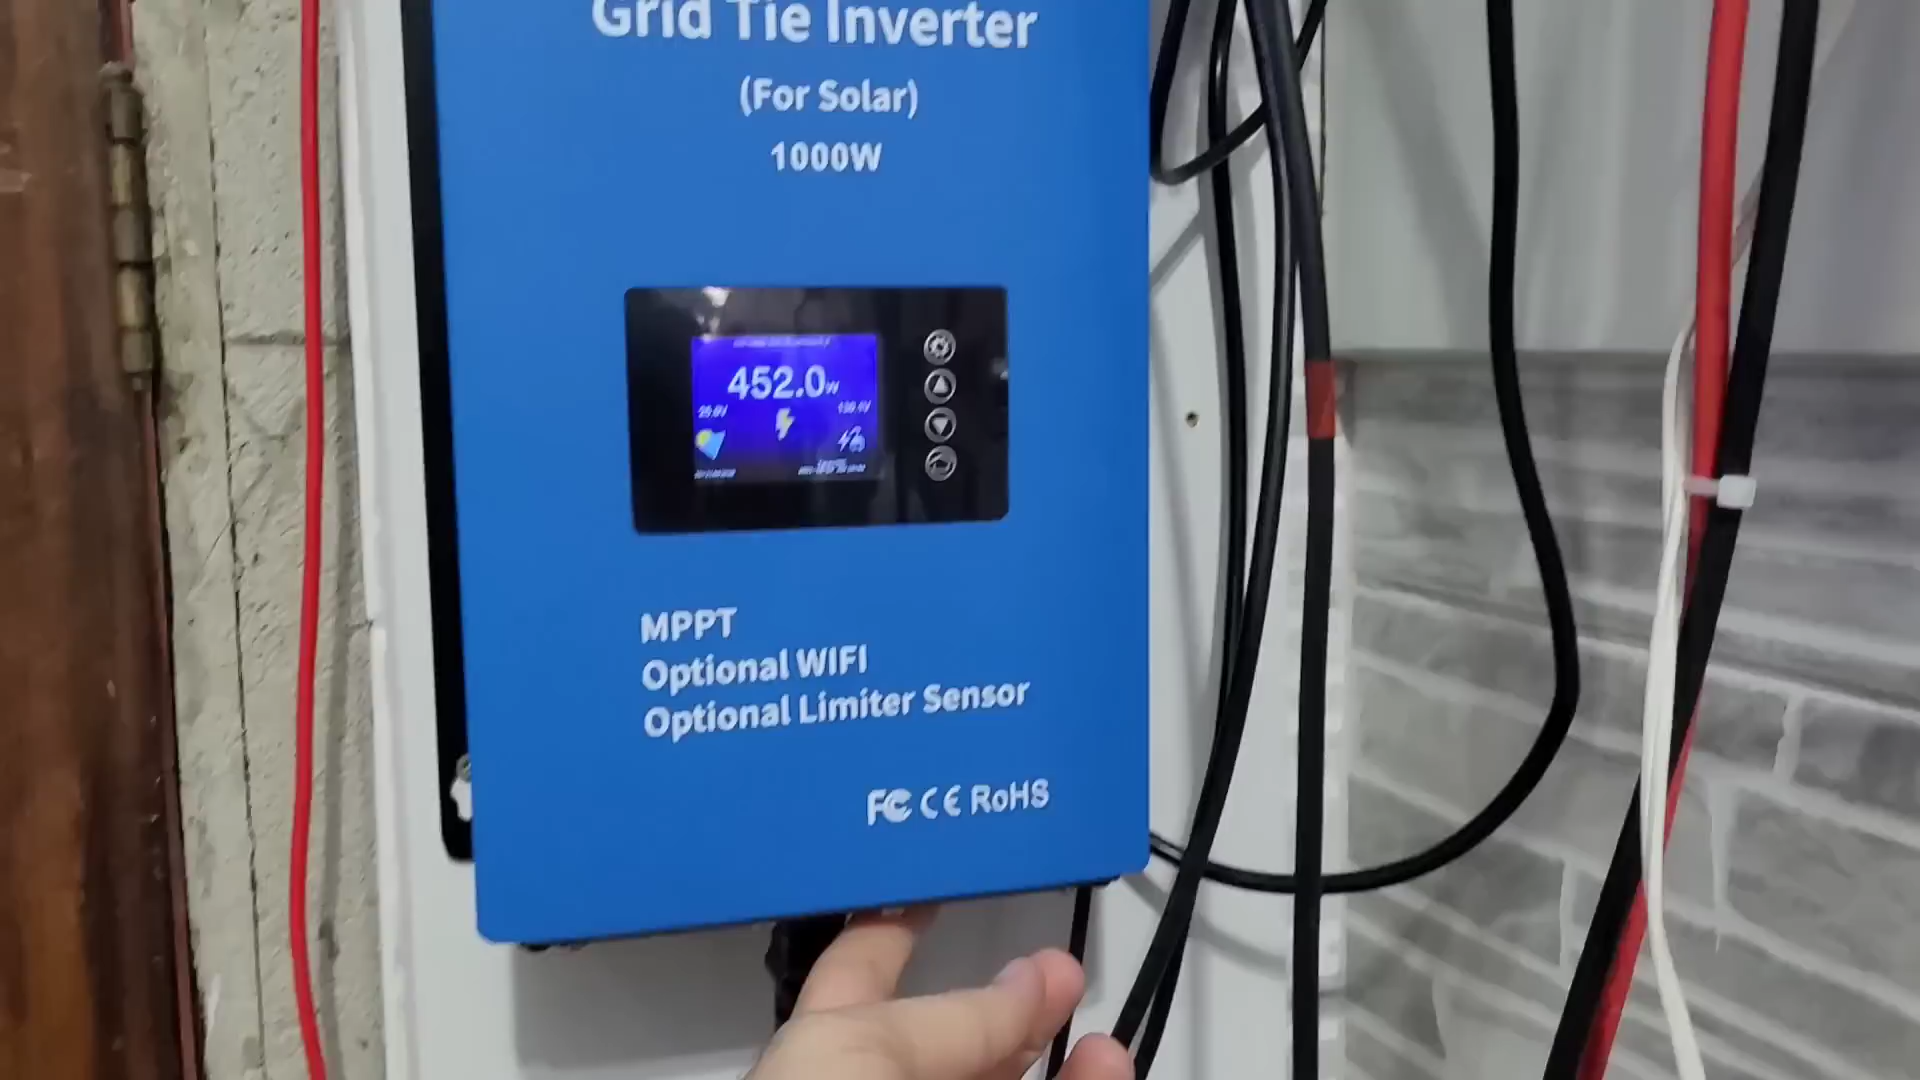 Grid Tie Inverter
(For Solar)
1000W
452.0W
MPPT
Optional WIFI
Optional Limiter Sensor
FC CE RoHS